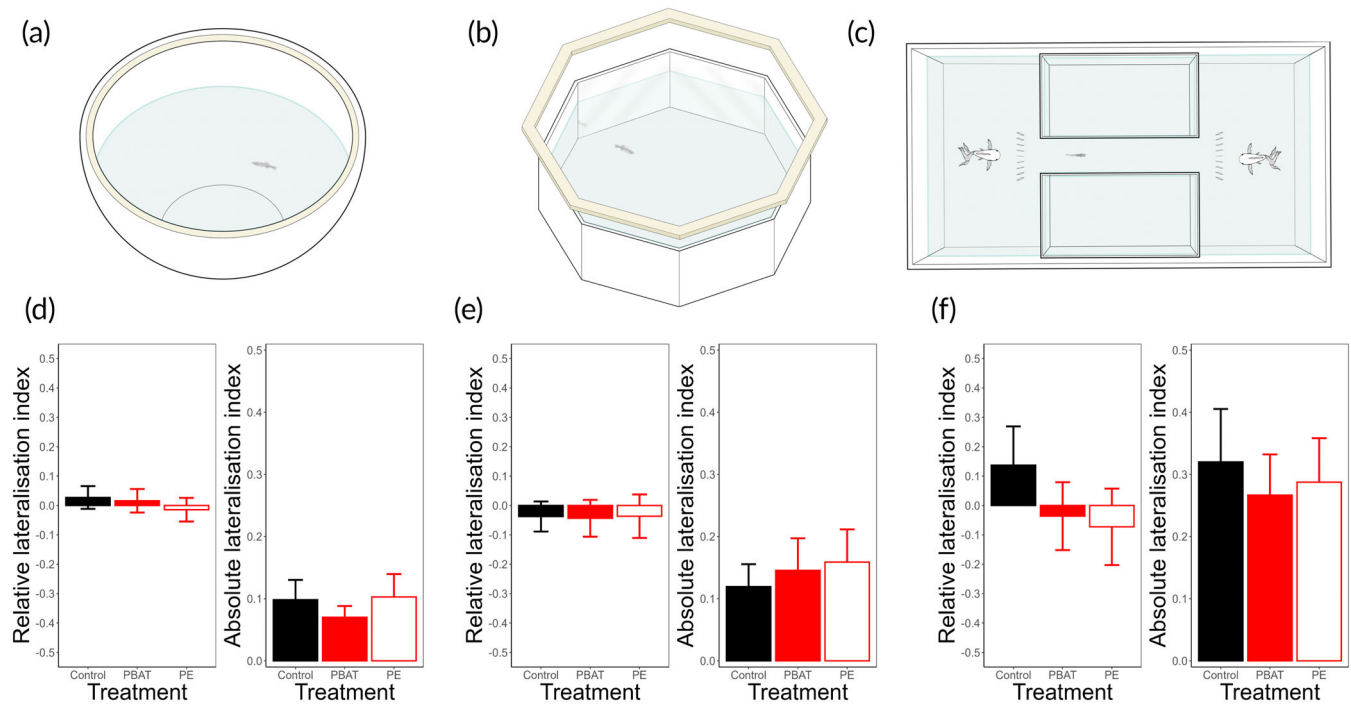 (a)
(b)
(c)
(d)
Relative lateralisation index
0.5
0.4
0.3
0.2
0.1
0.0
-0.1
-0.2
-0.3
-0.4
-0.5
Control PBAT PE
Treatment
Absolute lateralisation index
0.5
0.4
0.3
0.2
0.1
0.0
Control PBAT PE
Treatment
(e)
Relative lateralisation index
0.5
0.4
0.3
0.2
0.1
0.0
-0.1
-0.2
-0.3
-0.4
-0.5
Control PBAT PE
Treatment
Absolute lateralisation index
0.5
0.4
0.3
0.2
0.1
0.0
Control PBAT PE
Treatment
(f)
Relative lateralisation index
0.5
0.4
0.3
0.2
0.1
0.0
-0.1
-0.2
-0.3
-0.4
-0.5
Control PBAT PE
Treatment
Absolute lateralisation index
0.5
0.4
0.3
0.2
0.1
0.0
Control PBAT PE
Treatment